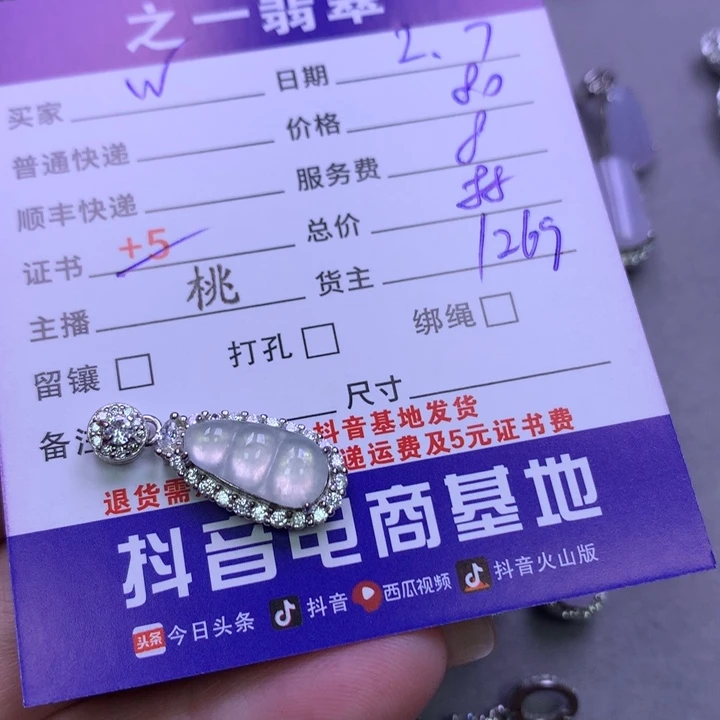 之一翡翠
买家 W 日期 2.7
普通快递 价格 80
顺丰快递 服务费 8
证书 +5 总价
主播 桃 货主 1269
留镶 打孔 绑绳
备注 尺寸
抖音基地发货
退货需 递运费及5元证书费
抖音电商基地
头条 今日头条 抖音 西瓜视频 抖音火山版